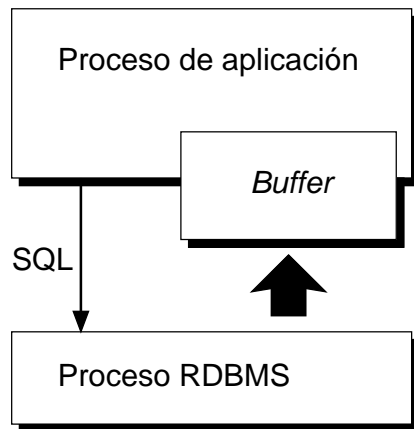 Proceso de aplicación
Buffer
SQL
Proceso RDBMS